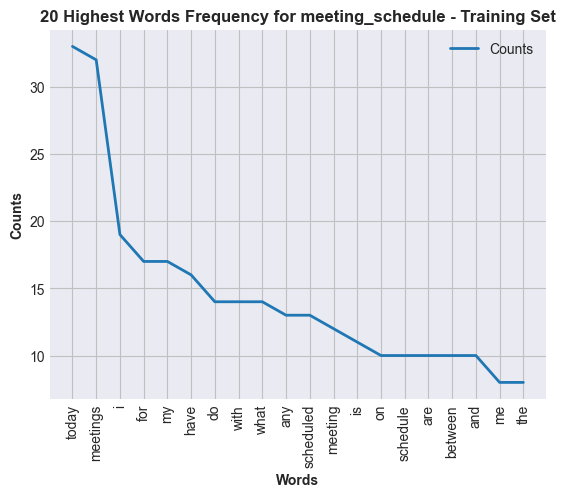 20 Highest Words Frequency for meeting_schedule - Training Set
Counts
30
25
20
15
10
Counts
today
meetings
i
for
my
have
do
with
what
any
scheduled
meeting
is
on
schedule
are
between
and
me
the
Words